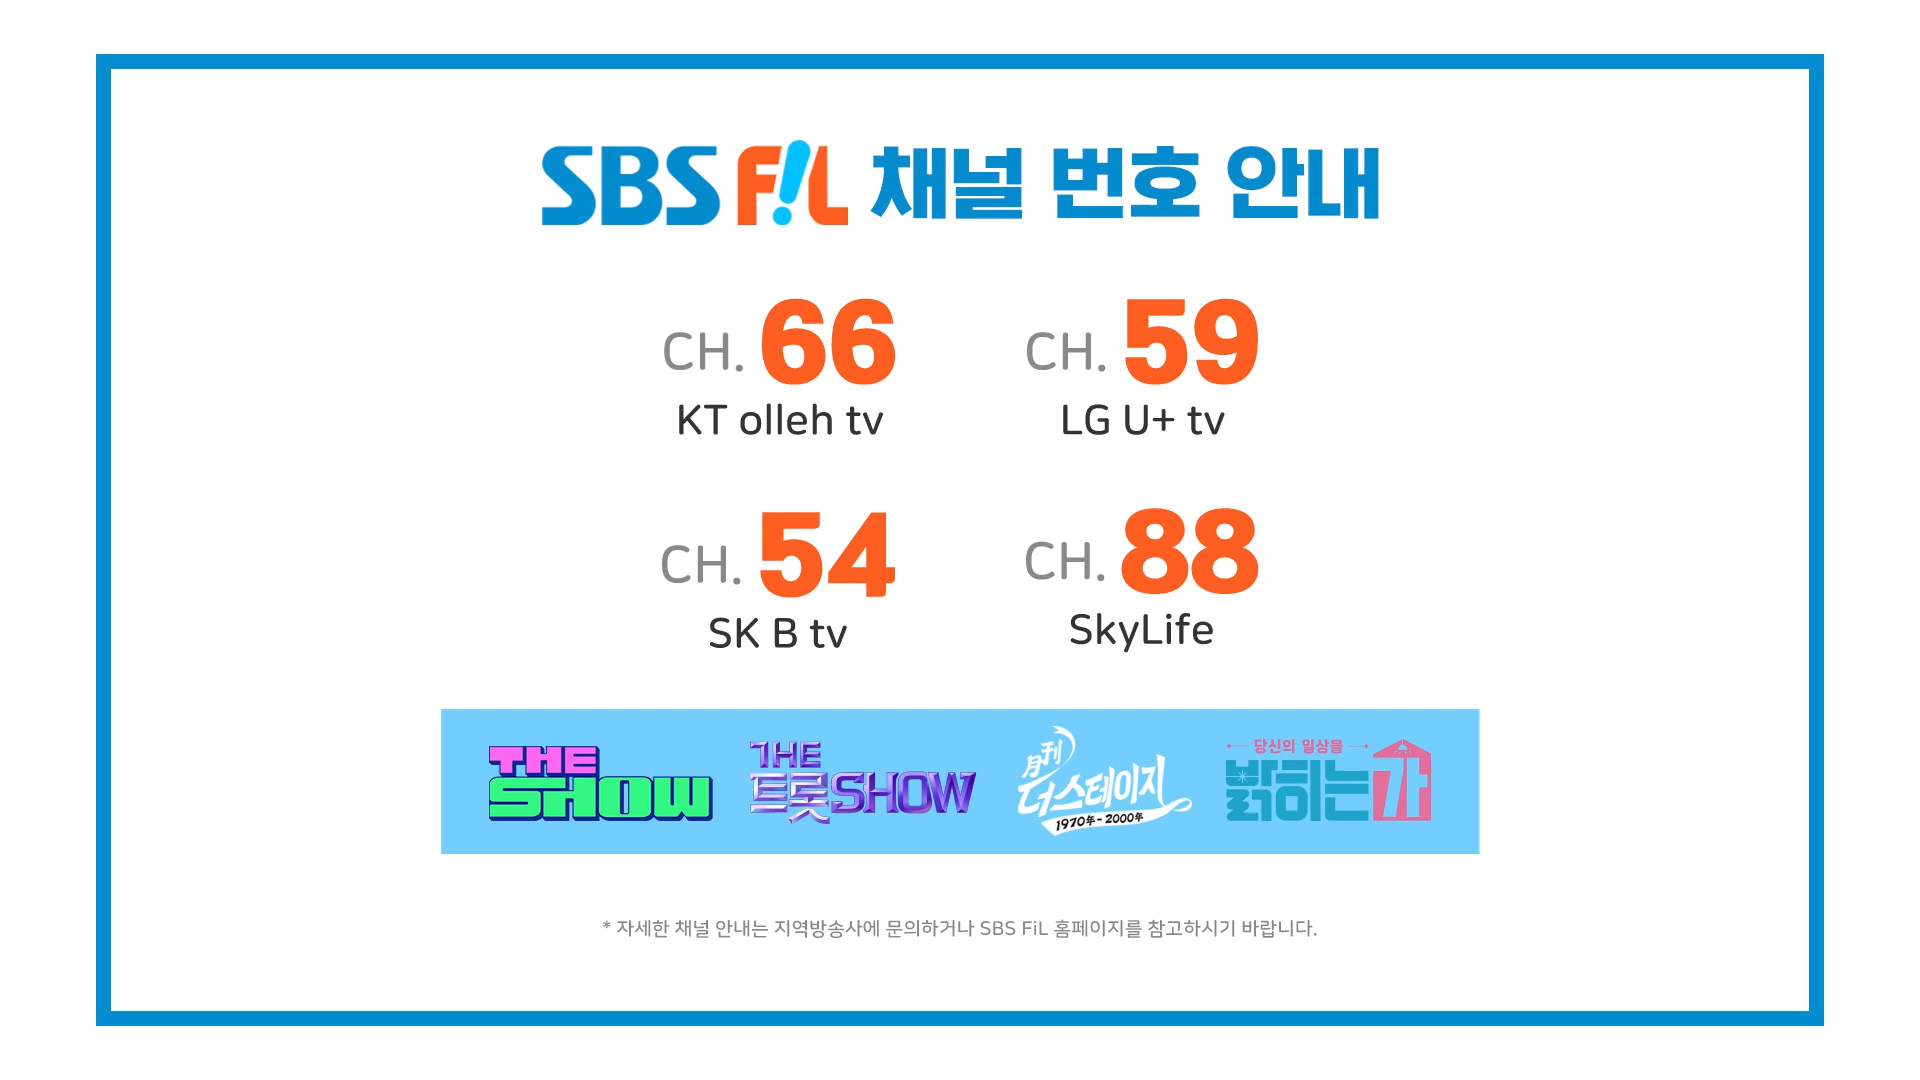 SBS F!L 채널 번호 안내
CH. 66
KT olleh tv
CH. 59
LG U+ tv
CH. 54
SK B tv
CH. 88
SkyLife
THE
SHOW
THE
트롯SHOW
月刊
더스테이지
1970年-2000年
당신의 일상을
밝히는가
* 자세한 채널 안내는 지역방송사에 문의하거나 SBS FiL 홈페이지를 참고하시기 바랍니다.